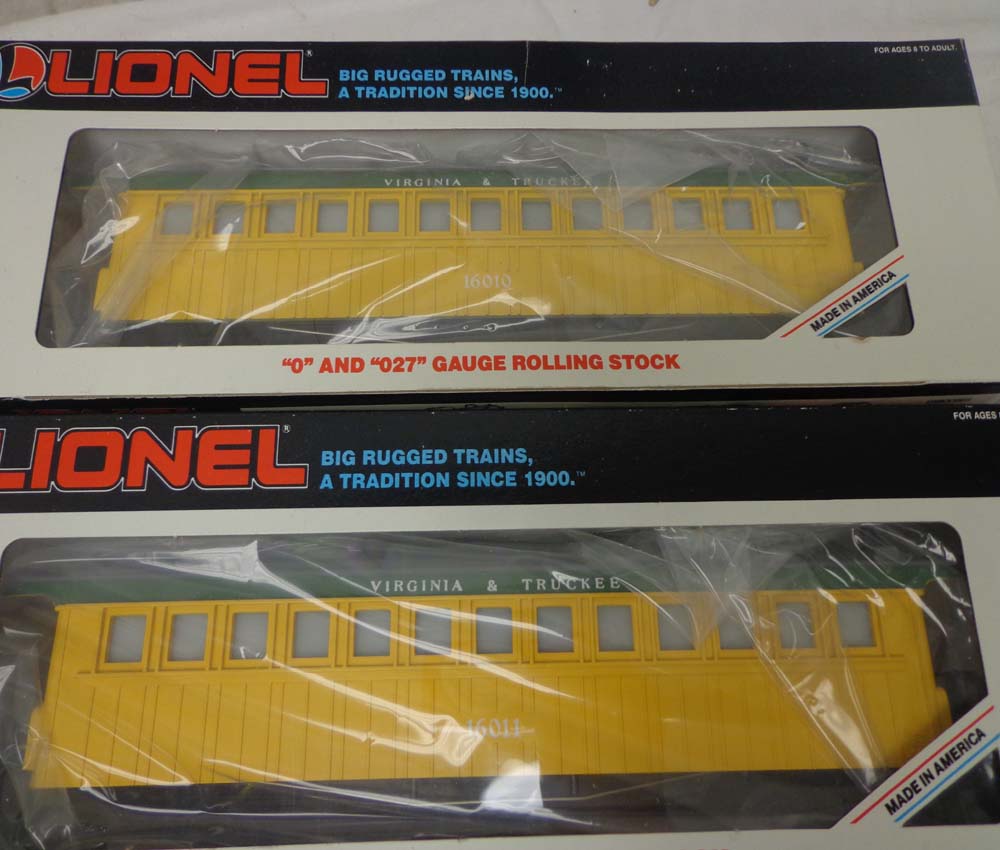 LIONEL®
BIG RUGGED TRAINS,
A TRADITION SINCE 1900.™
FOR AGES 8 TO ADULT.
VIRGINIA & TRUCKEE
16010
MADE IN AMERICA
"O" AND "027" GAUGE ROLLING STOCK
LIONEL®
BIG RUGGED TRAINS,
A TRADITION SINCE 1900.™
FOR AGES
VIRGINIA & TRUCKEE
16011
MADE IN AMERICA